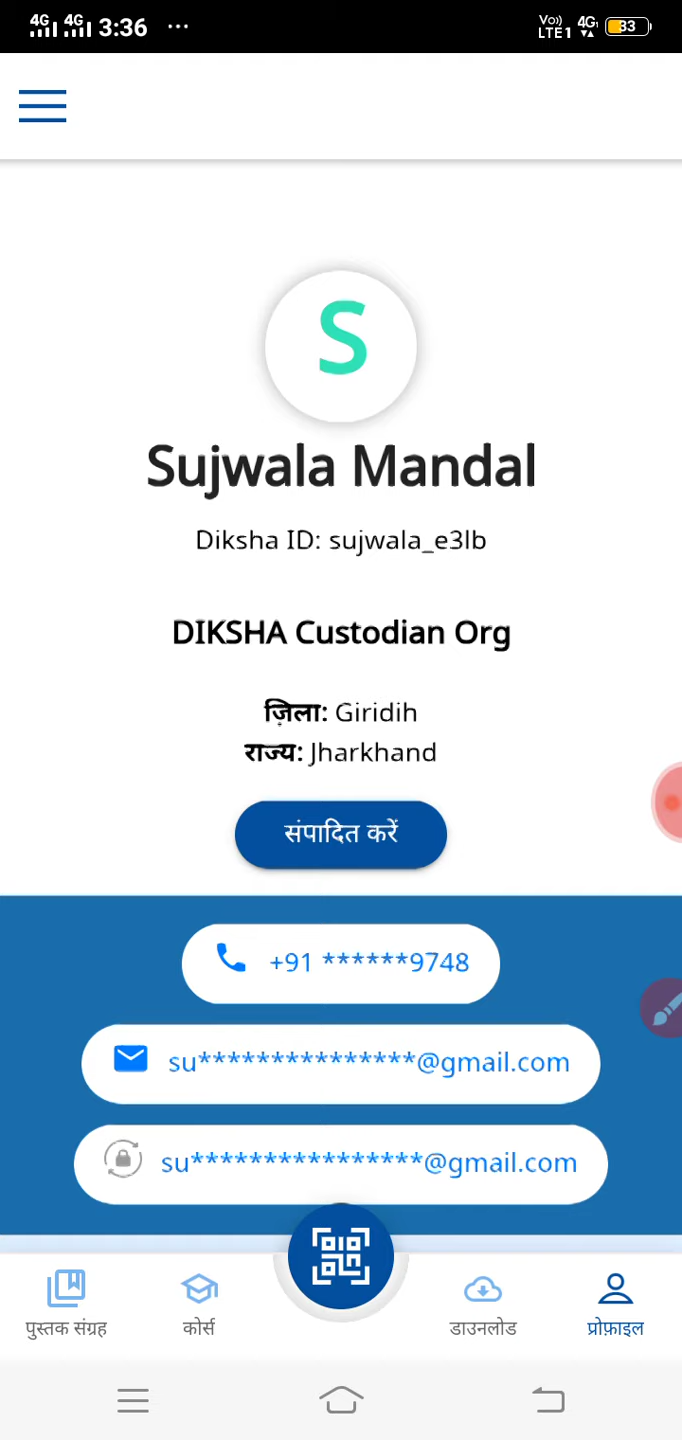 4G 4G 3:36 ...
Vo) LTE1 4G 33
S
Sujwala Mandal
Diksha ID: sujwala_e3lb
DIKSHA Custodian Org
ज़िला: Giridih
राज्य: Jharkhand
संपादित करें
+91 ******9748
su***************@gmail.com
su****************@gmail.com
पुस्तक संग्रह कोर्स डाउनलोड प्रोफ़ाइल